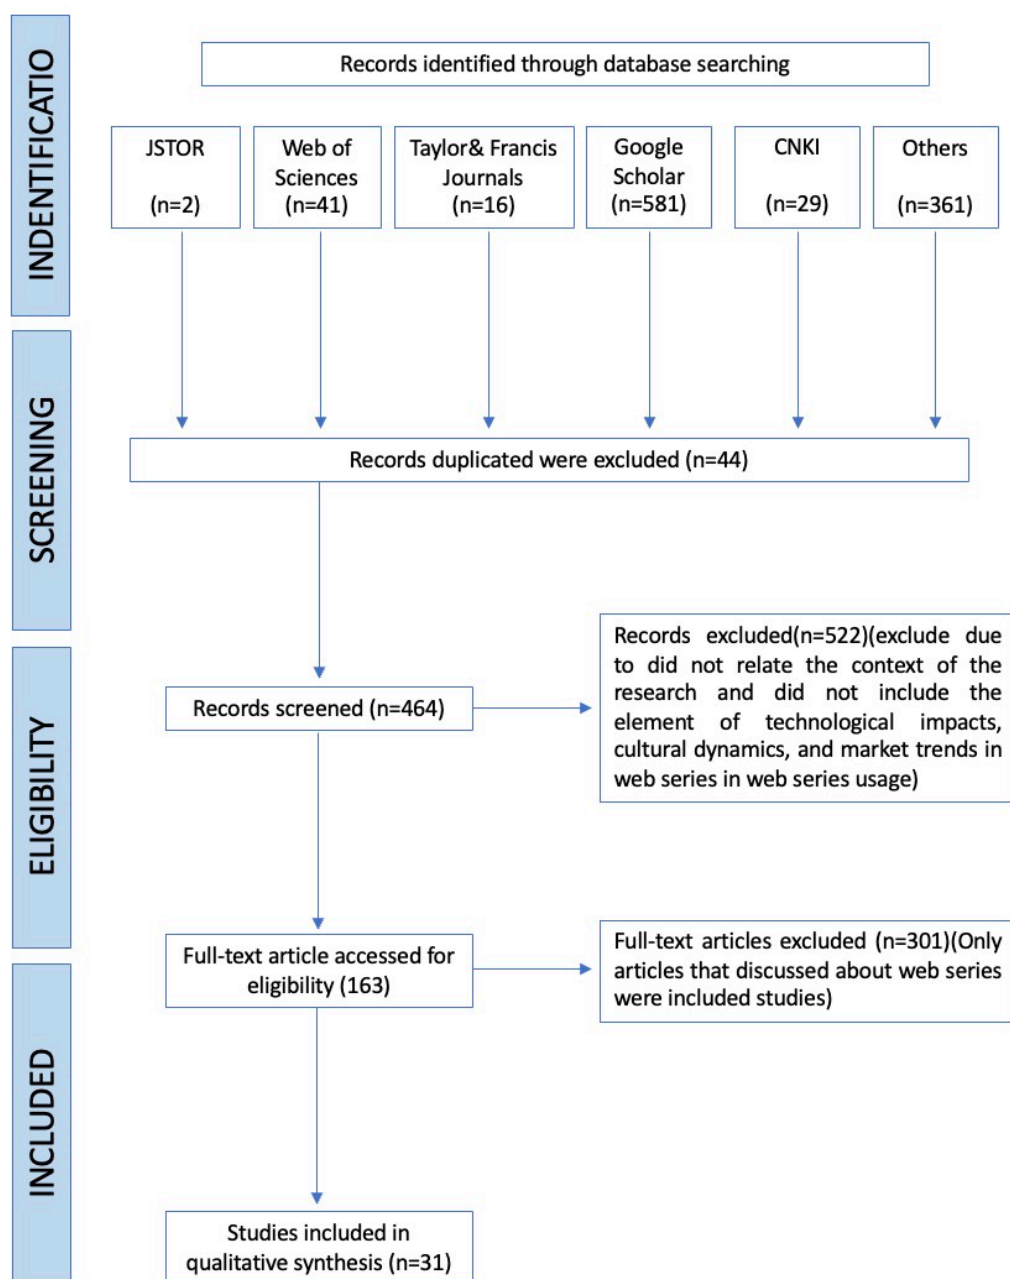 INDENTIFICATIO
Records identified through database searching
JSTOR
(n=2)
Web of
Sciences
(n=41)
Taylor& Francis
Journals
(n=16)
Google
Scholar
(n=581)
CNKI
(n=29)
Others
(n=361)
SCREENING
Records duplicated were excluded (n=44)
ELIGIBILITY
Records screened (n=464)
Records excluded(n=522)(exclude due
to did not relate the context of the
research and did not include the
element of technological impacts,
cultural dynamics, and market trends in
web series in web series usage)
Full-text article accessed for
eligibility (163)
Full-text articles excluded (n=301)(Only
articles that discussed about web series
were included studies)
INCLUDED
Studies included in
qualitative synthesis (n=31)